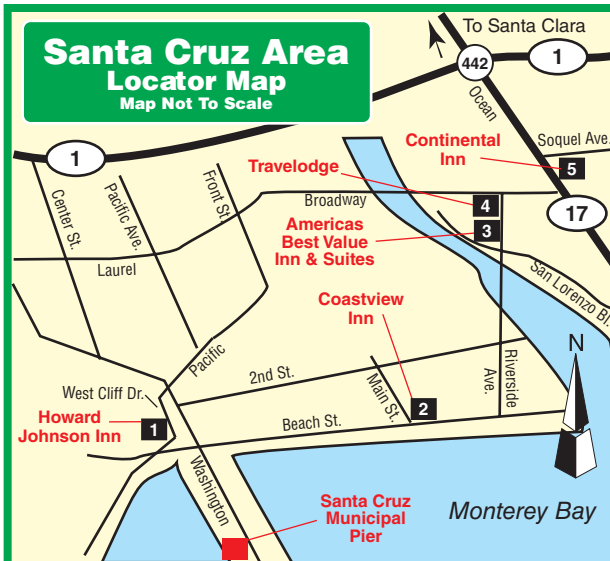 Santa Cruz Area
Locator Map
Map Not To Scale
To Santa Clara
442
1
Ocean
1
Continental
Inn
Soquel Ave.
5
Travelodge
Center St.
Pacific Ave.
Front St.
Broadway
4
17
Americas
Best Value
Inn & Suites
3
Laurel
San Lorenzo Bl.
Coastview
Inn
Pacific
N
2nd St.
Main St.
Riverside
Ave.
West Cliff Dr.
Howard
Johnson Inn
1
2
Beach St.
Washington
Santa Cruz
Municipal
Pier
Monterey Bay